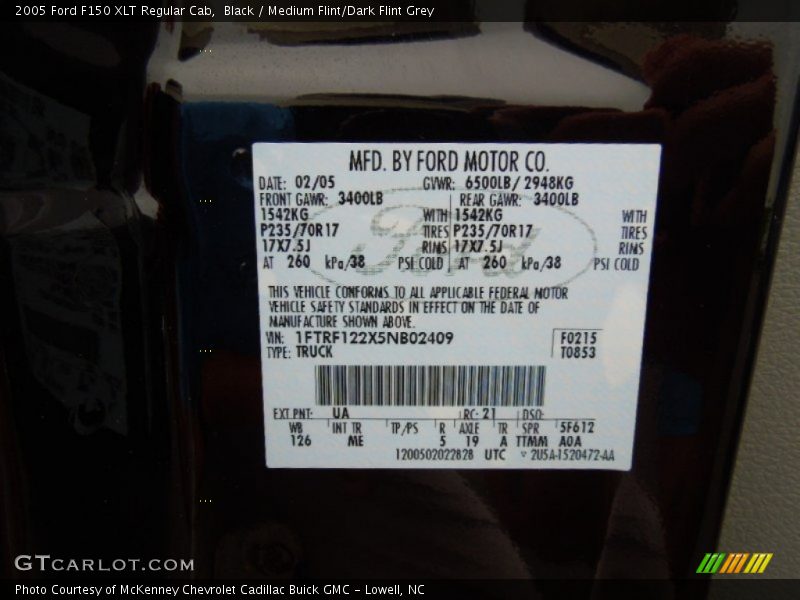 2005 Ford F150 XLT Regular Cab,  Black / Medium Flint/Dark Flint Grey
MFD. BY FORD MOTOR CO.
DATE: 02/05 GVWR: 6500LB/ 2948KG
FRONT GAWR: 3400LB REAR GAWR: 3400LB
1542KG WITH 1542KG WITH
P235/70R17 TIRES P235/70R17 TIRES
17X7.5J RIMS 17X7.5J RIMS
AT 260 kPa/38 PSI COLD AT 260 kPa/38 PSI COLD
Ford
THIS VEHICLE CONFORMS TO ALL APPLICABLE FEDERAL MOTOR
VEHICLE SAFETY STANDARDS IN EFFECT ON THE DATE OF
MANUFACTURE SHOWN ABOVE.
VIN: 1FTRF122X5NB02409 F0215
TYPE: TRUCK T0853
EXT PNT: UA RC: 21 DSO:
WB INT TR TP/PS R AXLE TR SPR 5F612
126 ME 5 19 A TTMM A0A
1200502022828 UTC ▽ 2U5A-1520472-AA
GTCARLOT.COM
Photo Courtesy of McKenney Chevrolet Cadillac Buick GMC - Lowell, NC